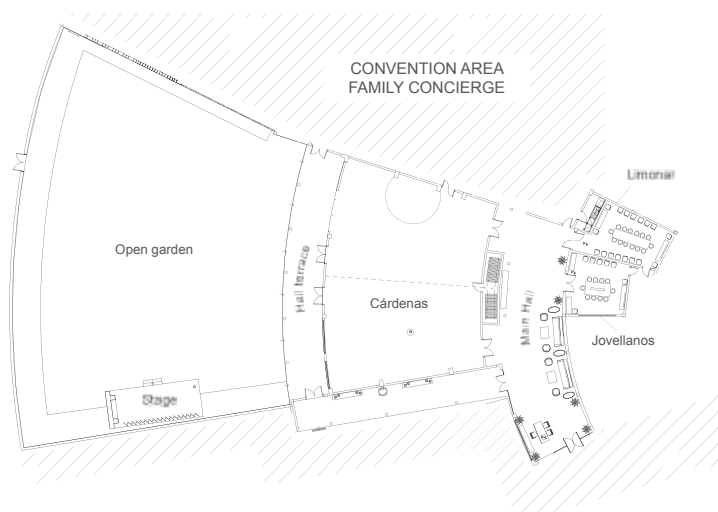 CONVENTION AREA
FAMILY CONCIERGE
Limonar
Open garden
Hall terrace
Cárdenas
Main Hall
Jovellanos
Stage